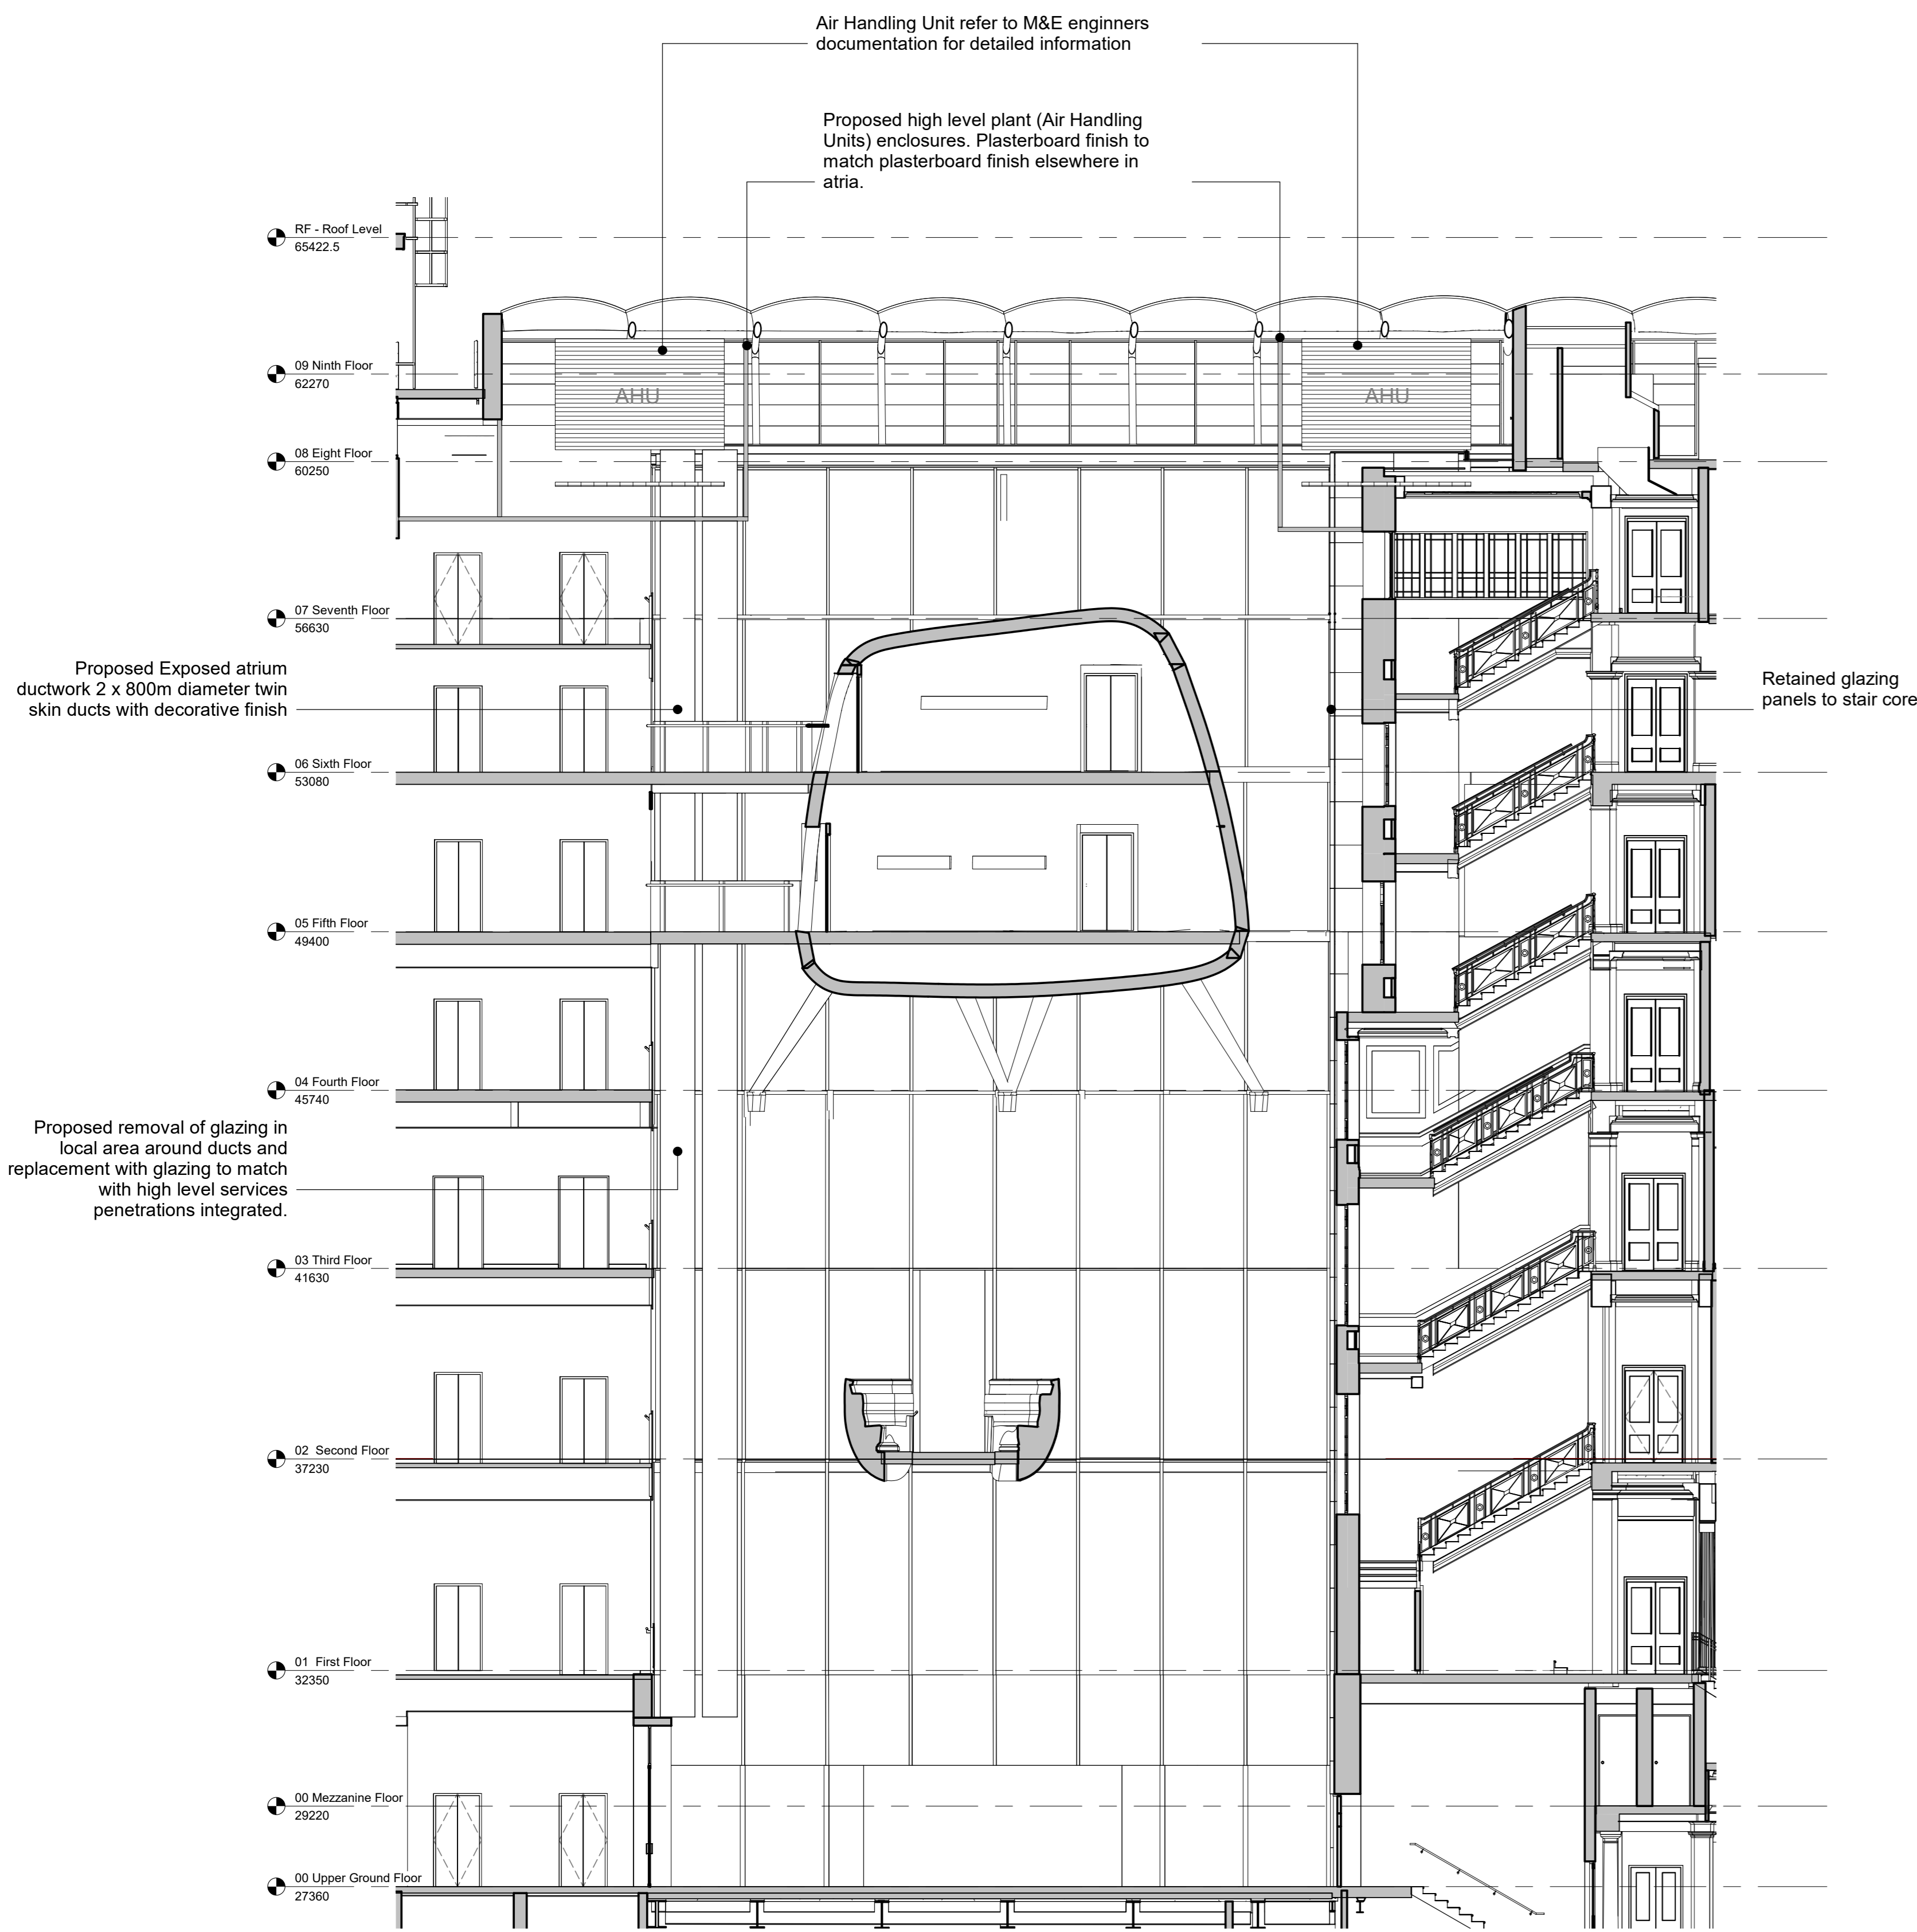 Air Handling Unit refer to M&E enginners
documentation for detailed information
Proposed high level plant (Air Handling
Units) enclosures. Plasterboard finish to
match plasterboard finish elsewhere in
atria.
RF - Roof Level
65422.5
09 Ninth Floor
62270
AHU
AHU
08 Eight Floor
60250
07 Seventh Floor
56630
Proposed Exposed atrium
ductwork 2 x 800m diameter twin
skin ducts with decorative finish
Retained glazing
panels to stair core
06 Sixth Floor
53080
05 Fifth Floor
49400
04 Fourth Floor
45740
Proposed removal of glazing in
local area around ducts and
replacement with glazing to match
with high level services
penetrations integrated.
03 Third Floor
41630
02 Second Floor
37230
01 First Floor
32350
00 Mezzanine Floor
29220
00 Upper Ground Floor
27360